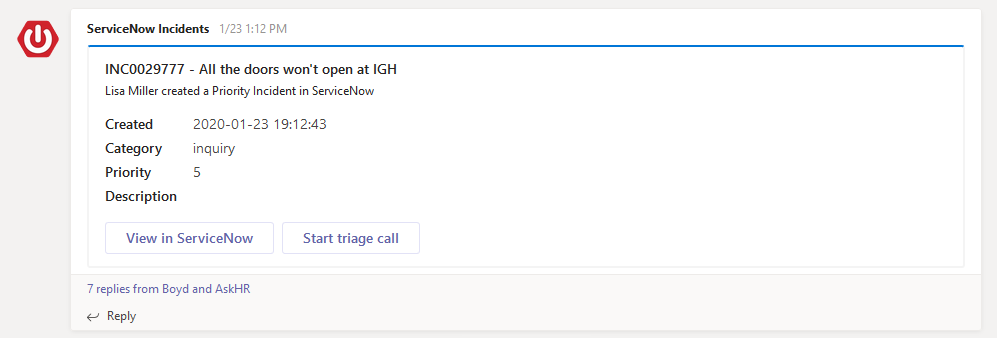 ServiceNow Incidents 1/23 1:12 PM
INC0029777 - All the doors won't open at IGH
Lisa Miller created a Priority Incident in ServiceNow
Created 2020-01-23 19:12:43
Category inquiry
Priority 5
Description
View in ServiceNow Start triage call
7 replies from Boyd and AskHR
Reply